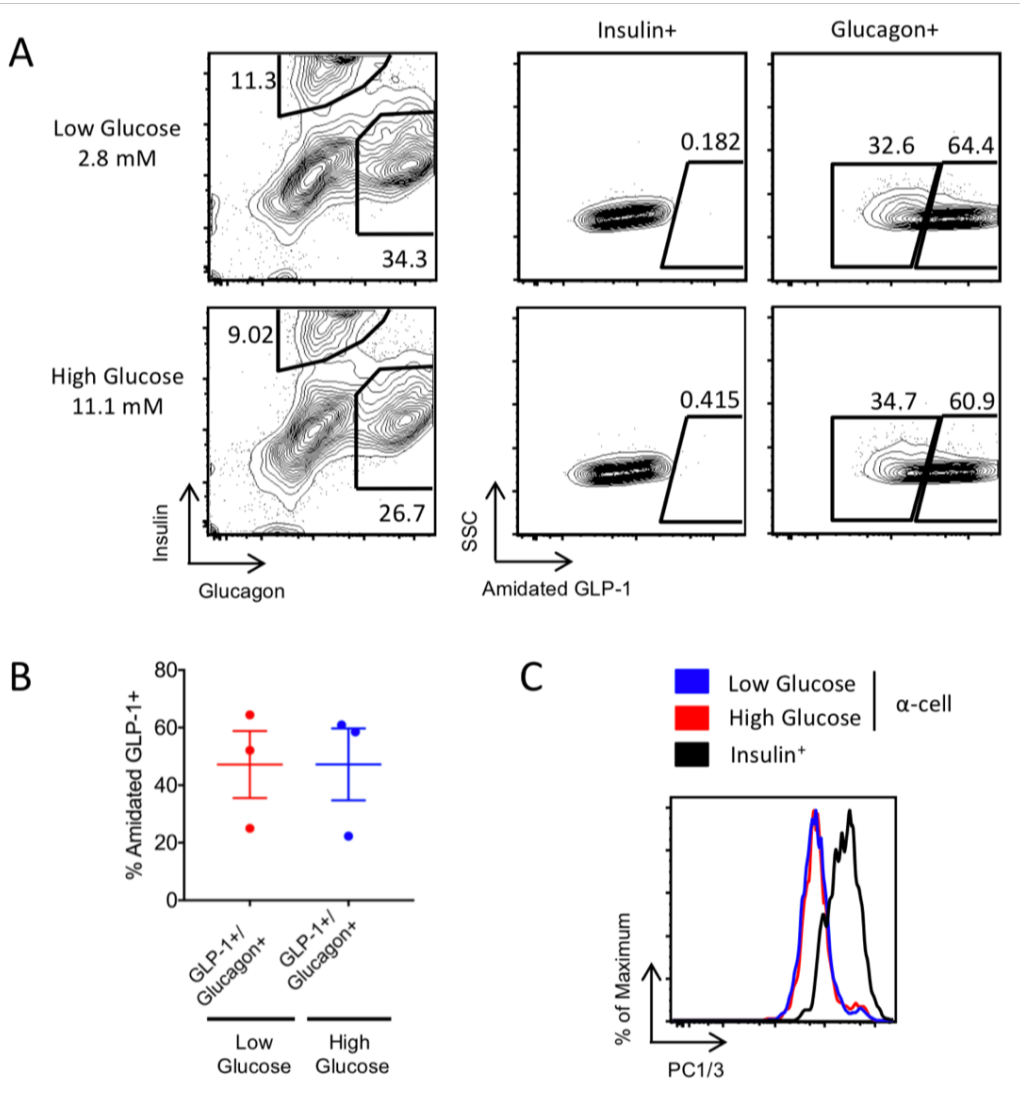 A
Insulin+
Glucagon+
Low Glucose
2.8 mM
11.3
34.3
0.182
32.6
64.4
High Glucose
11.1 mM
9.02
26.7
0.415
34.7
60.9
Insulin
Glucagon
SSC
Amidated GLP-1
B
% Amidated GLP-1+
80
60
40
20
0
GLP-1+/
Glucagon+
GLP-1+/
Glucagon+
Low
Glucose
High
Glucose
C
Low Glucose
High Glucose
α-cell
Insulin⁺
% of Maximum
PC1/3